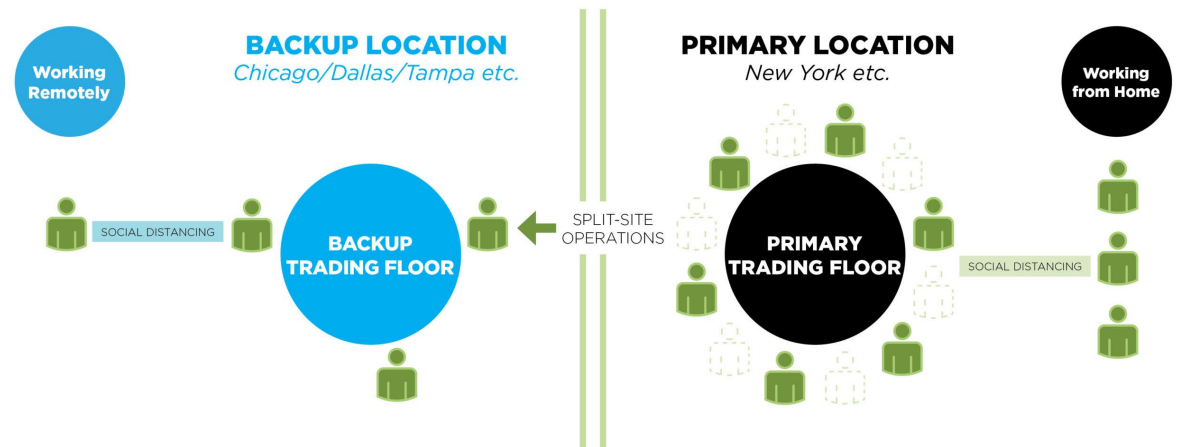 Working
Remotely
BACKUP LOCATION
Chicago/Dallas/Tampa etc.
PRIMARY LOCATION
New York etc.
Working
from Home
SOCIAL DISTANCING
BACKUP
TRADING FLOOR
SPLIT-SITE
OPERATIONS
PRIMARY
TRADING FLOOR
SOCIAL DISTANCING